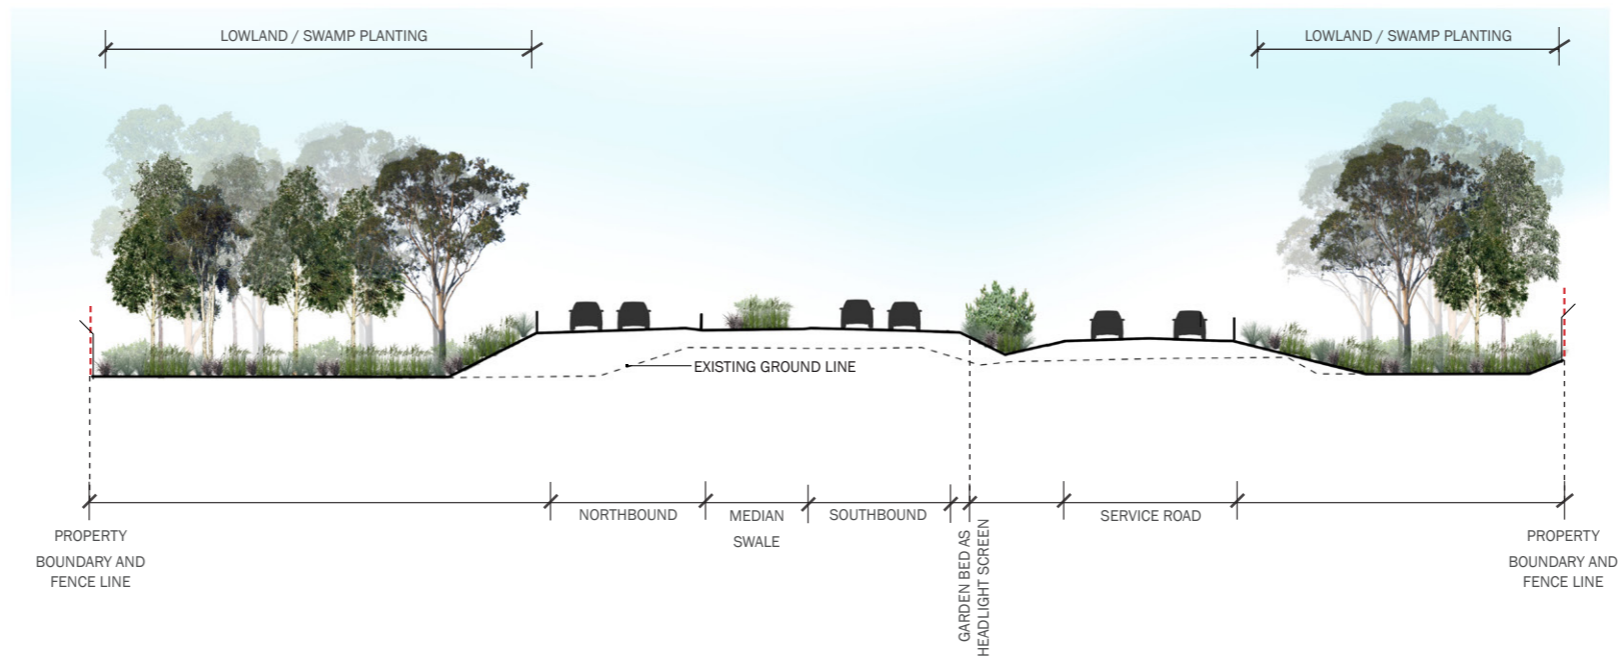 LOWLAND / SWAMP PLANTING
LOWLAND / SWAMP PLANTING
EXISTING GROUND LINE
NORTHBOUND
MEDIAN
SWALE
SOUTHBOUND
GARDEN BED AS
HEADLIGHT SCREEN
SERVICE ROAD
PROPERTY
BOUNDARY AND
FENCE LINE
PROPERTY
BOUNDARY AND
FENCE LINE